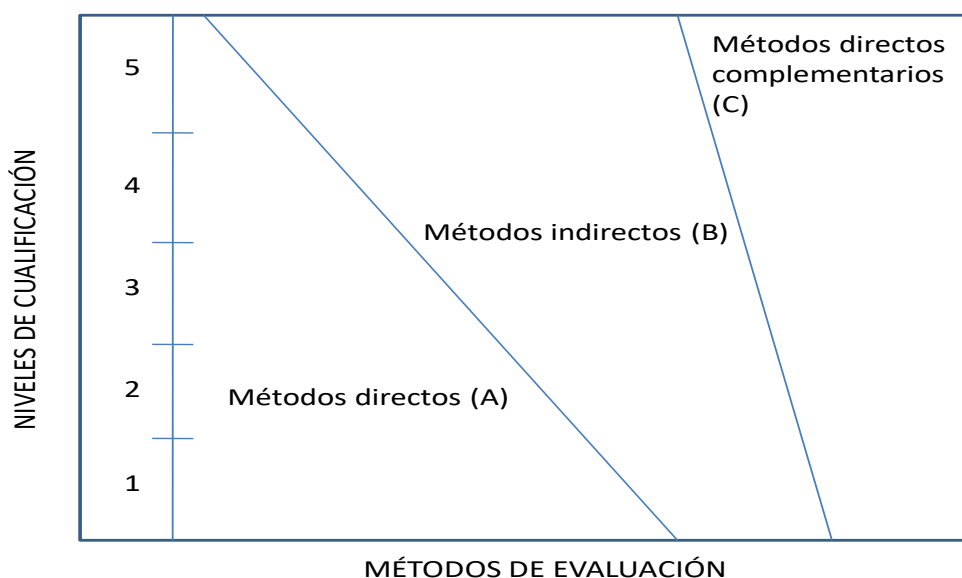 Métodos directos
complementarios
(C)
5
4
Métodos indirectos (B)
3
2
Métodos directos (A)
1
NIVELES DE CUALIFICACIÓN
MÉTODOS DE EVALUACIÓN